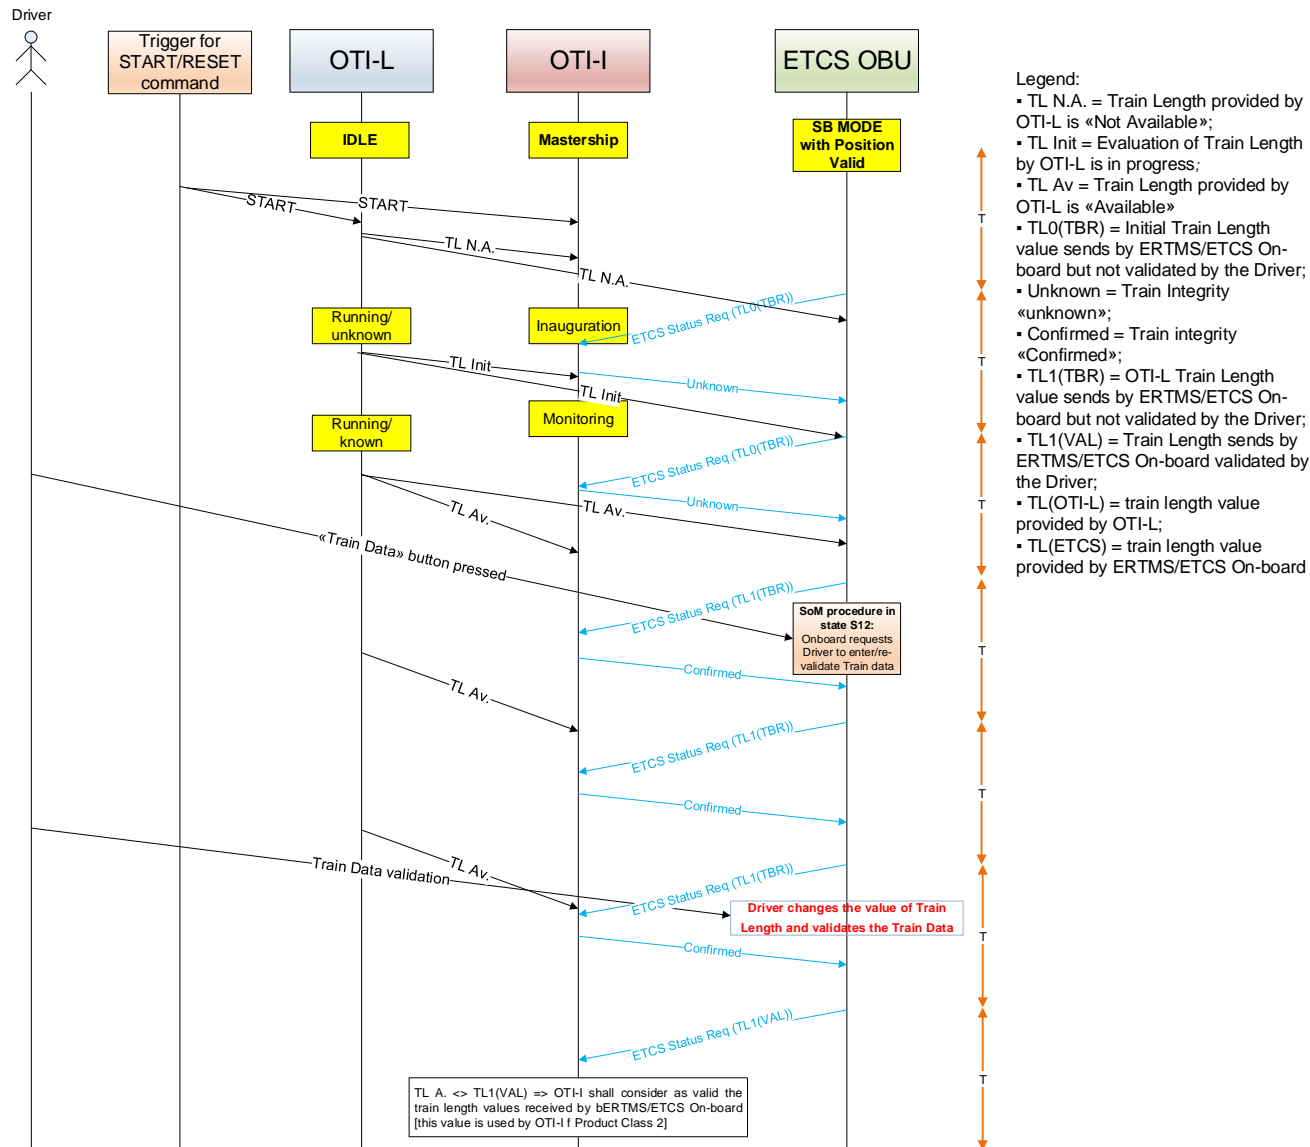 Driver
Trigger for
START/RESET
command
OTI-L
OTI-I
ETCS OBU
IDLE
Mastership
SB MODE
with Position
Valid
START
START
T
TL N.A.
TL N.A.
ETCS Status Req (TL0(TBR))
Running/
unknown
Inauguration
TL Init
TL Init
Unknown
T
Running/
known
Monitoring
ETCS Status Req (TL0(TBR))
Unknown
TL Av.
TL Av.
T
«Train Data» button pressed
ETCS Status Req (TL1(TBR))
SoM procedure in
state S12:
Onboard requests
Driver to enter/re-
validate Train data
T
Confirmed
TL Av.
ETCS Status Req (TL1(TBR))
T
Confirmed
Train Data validation
TL Av.
ETCS Status Req (TL1(TBR))
Driver changes the value of Train
Length and validates the Train Data
T
Confirmed
ETCS Status Req (TL1(VAL))
T
TL A. <> TL1(VAL) => OTI-I shall consider as valid the
train length values received by bERTMS/ETCS On-board
[this value is used by OTI-I f Product Class 2]
Legend:
▪ TL N.A. = Train Length provided by
OTI-L is «Not Available»;
▪ TL Init = Evaluation of Train Length
by OTI-L is in progress;
▪ TL Av = Train Length provided by
OTI-L is «Available»
▪ TL0(TBR) = Initial Train Length
value sends by ERTMS/ETCS On-
board but not validated by the Driver;
▪ Unknown = Train Integrity
«unknown»;
▪ Confirmed = Train integrity
«Confirmed»;
▪ TL1(TBR) = OTI-L Train Length
value sends by ERTMS/ETCS On-
board but not validated by the Driver;
▪ TL1(VAL) = Train Length sends by
ERTMS/ETCS On-board validated by
the Driver;
▪ TL(OTI-L) = train length value
provided by OTI-L;
▪ TL(ETCS) = train length value
provided by ERTMS/ETCS On-board